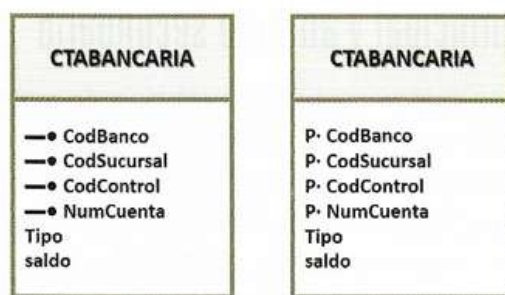 CTABANCARIA
CodBanco
CodSucursal
CodControl
NumCuenta
Tipo
saldo
CTABANCARIA
P· CodBanco
P· CodSucursal
P· CodControl
P· NumCuenta
Tipo
saldo